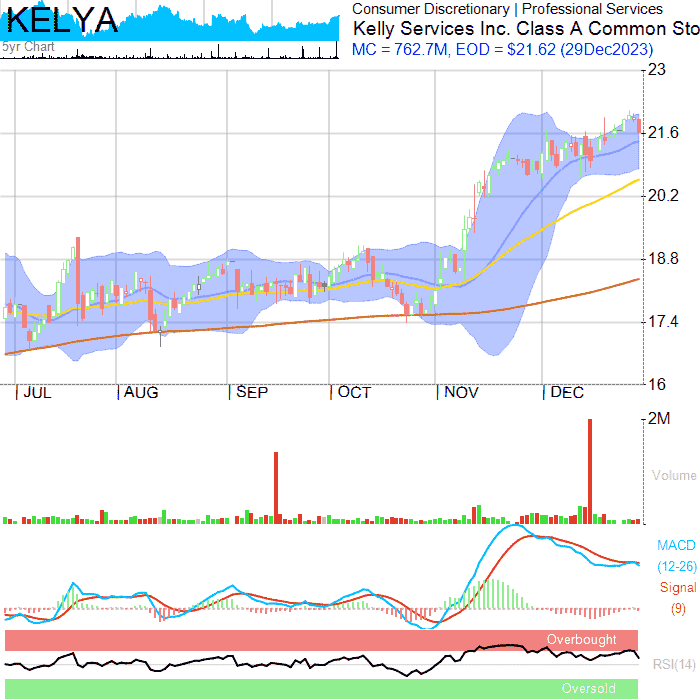 KELYA
5yr Chart
Consumer Discretionary | Professional Services
Kelly Services Inc. Class A Common Sto
MC = 762.7M, EOD = $21.62 (29Dec2023)
23
21.6
20.2
18.8
17.4
16
JUL AUG SEP OCT NOV DEC
2M
Volume
MACD
(12-26)
Signal
(9)
Overbought
RSI(14)
Oversold